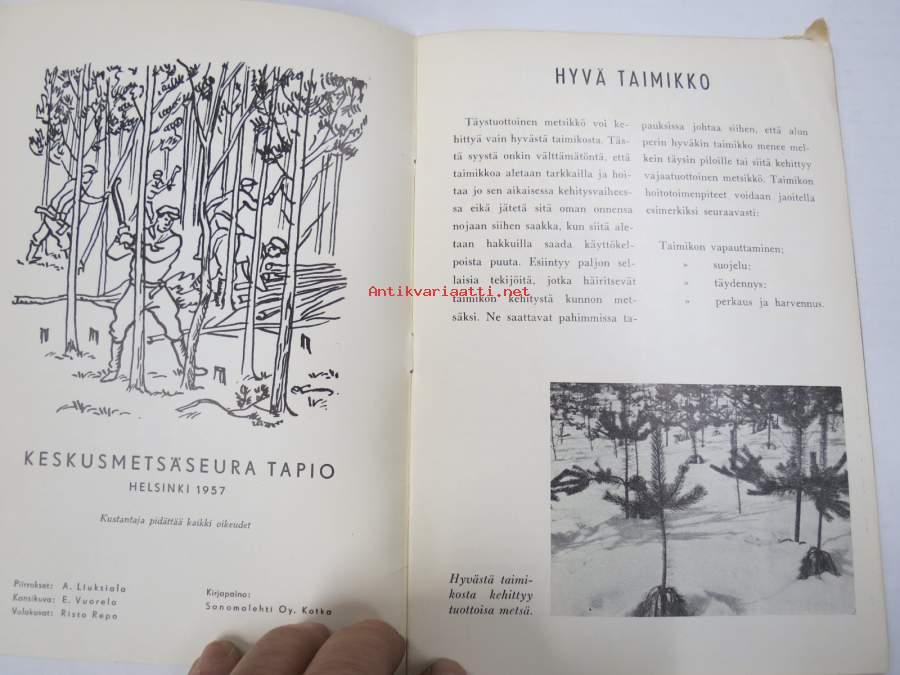 KESKUSMETSÄSEURA TAPIO
HELSINKI 1957
Kustantaja pidättää kaikki oikeudet
Piirrokset: A. Liuksiala
Kansikuva: E. Vuorela
Valokuvat: Risto Repo
Kirjapaino:
Sanomalehti Oy. Kotka
HYVÄ TAIMIKKO
Täystuottoinen metsikkö voi ke-
hittyä vain hyvästä taimikosta. Täs-
tä syystä onkin välttämätöntä, että
taimikkoa aletaan tarkkailla ja hoi-
taa jo sen aikaisessa kehitysvaihees-
sa eikä jätetä sitä oman onnensa
nojaan siihen saakka, kun siitä ale-
taan hakkuilla saada käyttökel-
poista puuta. Esiintyy paljon sel-
laisia tekijöitä, jotka häiritsevät
taimikon kehitystä kunnon met-
säksi. Ne saattavat pahimmissa ta-
pauksissa johtaa siihen, että alun
perin hyväkin taimikko menee mel-
kein täysin piloille tai siitä kehittyy
vajaatuottoinen metsikkö. Taimikon
hoitotoimenpiteet voidaan jaoitella
esimerkiksi seuraavasti:
Taimikon vapauttaminen;
" suojelu;
" täydennys;
" perkaus ja harvennus.
Antikvariaatti.net
Hyvästä taimi-
kosta kehittyy
tuottoisa metsä.